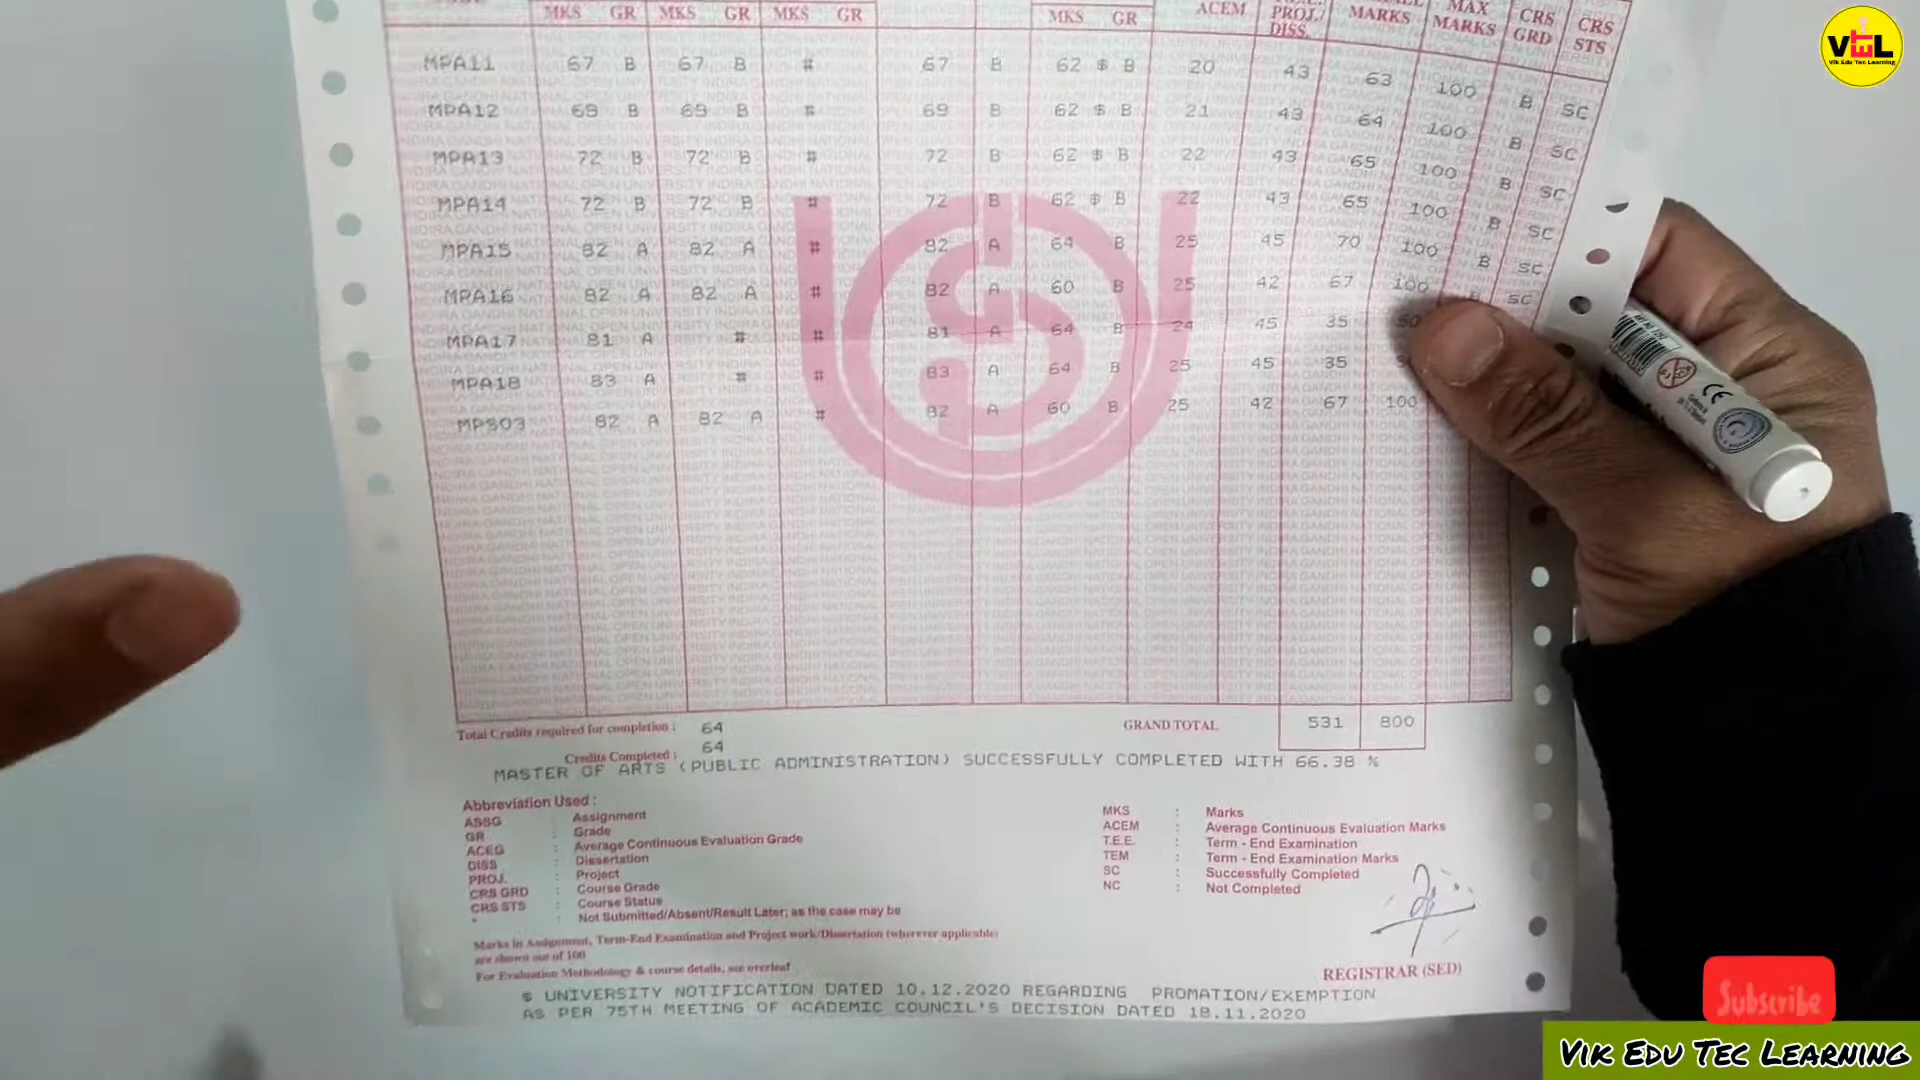 MKS GR MKS GR MKS GR MKS GR ACEM PROJ./ DISS. MARKS MAX MARKS CRS GRD CRS STS
MPA11 67 B 67 B # 67 B 62 $ B 20 43 63 100 B SC
MPA12 69 B 69 B # 69 B 62 $ B 21 43 64 100 B SC
MPA13 72 B 72 B # 72 B 62 $ B 22 43 65 100 B SC
MPA14 72 B 72 B # 72 B 62 $ B 22 43 65 100 B SC
MPA15 82 A 82 A # 82 A 64 B 25 45 70 100 B SC
MPA16 82 A 82 A # 82 A 60 B 25 42 67 100 B SC
MPA17 81 A # # 81 A 64 B 24 45 35 50
MPA18 83 A # # 83 A 64 B 25 45 35
MPS03 82 A 82 A # 82 A 60 B 25 42 67 100
Total Credits required for completion : 64
GRAND TOTAL 531 800
Credits Completed : 64
MASTER OF ARTS (PUBLIC ADMINISTRATION) SUCCESSFULLY COMPLETED WITH 66.38 %
Abbreviation Used :
ASSG : Assignment
GR : Grade
ACEG : Average Continuous Evaluation Grade
DISS : Dissertation
PROJ. : Project
CRS GRD : Course Grade
CRS STS : Course Status
* : Not Submitted/Absent/Result Later; as the case may be
MKS : Marks
ACEM : Average Continuous Evaluation Marks
T.E.E. : Term - End Examination
TEM : Term - End Examination Marks
SC : Successfully Completed
NC : Not Completed
Marks in Assignment, Term-End Examination and Project work/Dissertation (wherever applicable)
are shown out of 100
For Evaluation Methodology & course details, see overleaf
REGISTRAR (SED)
$ UNIVERSITY NOTIFICATION DATED 10.12.2020 REGARDING PROMATION/EXEMPTION
AS PER 75TH MEETING OF ACADEMIC COUNCIL'S DECISION DATED 18.11.2020
VETL
Vik Edu Tec Learning
CE
Subscribe
Vik Edu Tec Learning